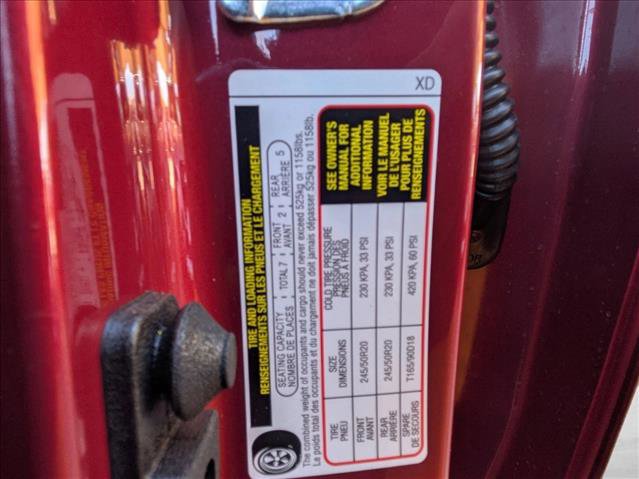 TIRE AND LOADING INFORMATION
RENSEIGNEMENTS SUR LES PNEUS ET LE CHARGEMENT
SEATING CAPACITY TOTAL 7 FRONT 2 REAR 5
NOMBRE DE PLACES AVANT ARRIÈRE
The combined weight of occupants and cargo should never exceed 525kg or 1158lbs.
Le poids total des occupants et du chargement ne doit jamais dépasser 525kg ou 1158lb.
TIRE PNEU SIZE DIMENSIONS COLD TIRE PRESSURE PRESSION DES PNEUS À FROID
FRONT AVANT 245/50R20 230 KPA, 33 PSI
REAR ARRIÈRE 245/50R20 230 KPA, 33 PSI
SPARE DE SECOURS T165/90D18 420 KPA, 60 PSI
SEE OWNER'S
MANUAL FOR
ADDITIONAL
INFORMATION
VOIR LE MANUEL
DE L'USAGER
POUR PLUS DE
RENSEIGNEMENTS
XD